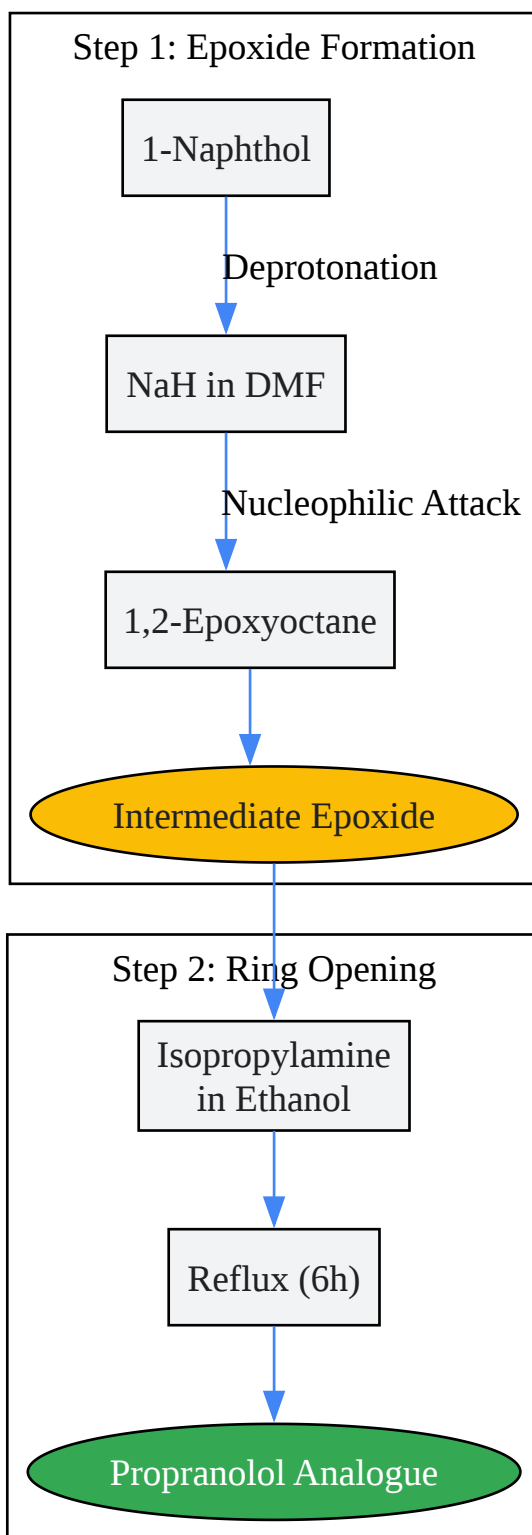 Step 1: Epoxide Formation
1-Naphthol
Deprotonation
NaH in DMF
Nucleophilic Attack
1,2-Epoxyoctane
Intermediate Epoxide
Step 2: Ring Opening
Isopropylamine
in Ethanol
Reflux (6h)
Propranolol Analogue